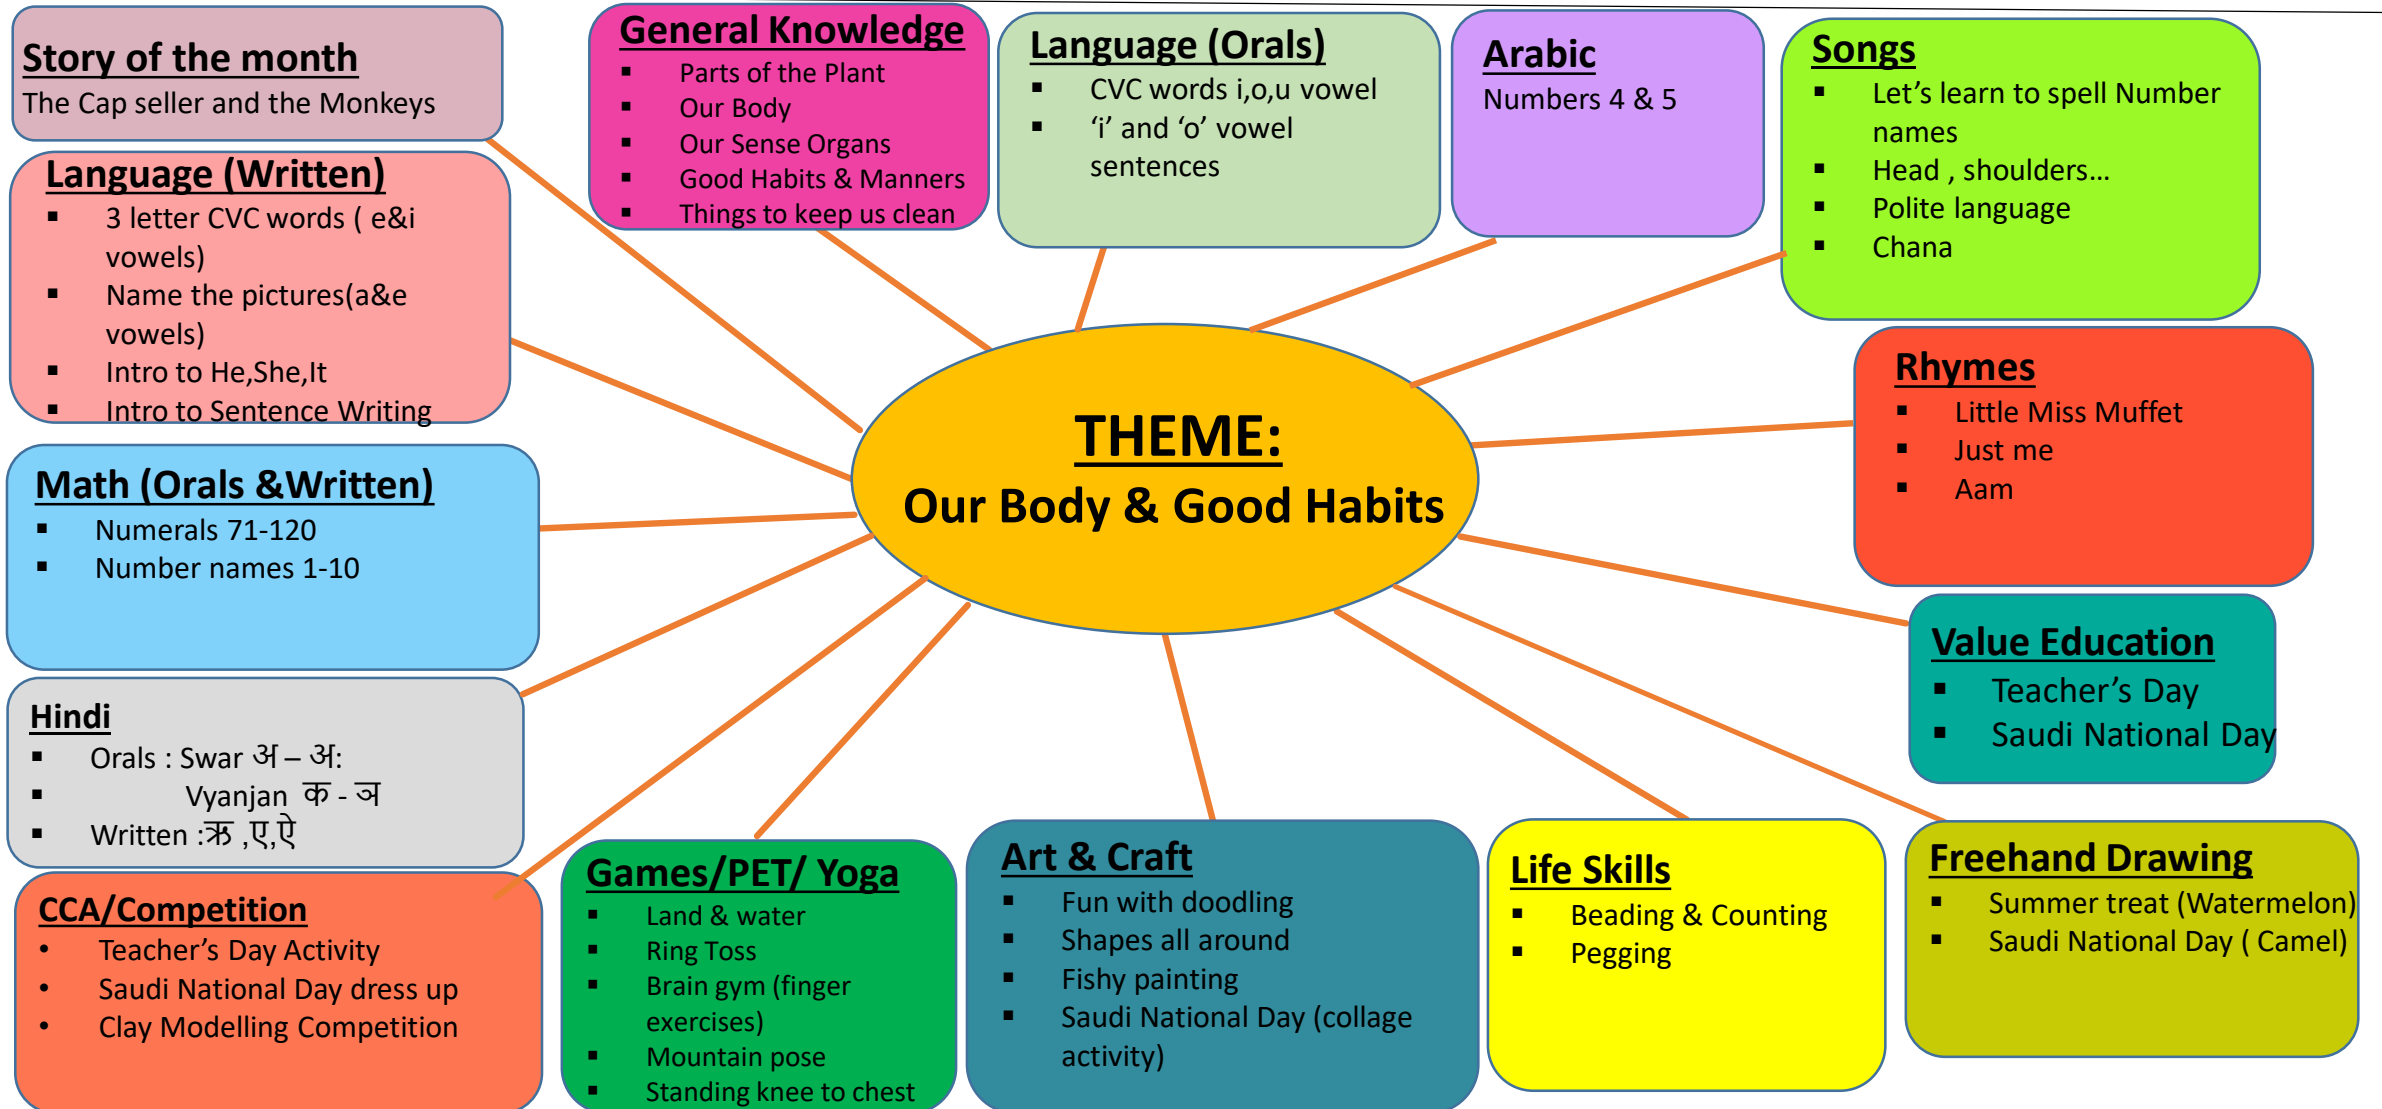 Story of the month
The Cap seller and the Monkeys
General Knowledge
▪ Parts of the Plant
▪ Our Body
▪ Our Sense Organs
▪ Good Habits & Manners
▪ Things to keep us clean
Language (Orals)
▪ CVC words i,o,u vowel
▪ ‘i’ and ‘o’ vowel
sentences
Arabic
Numbers 4 & 5
Songs
▪ Let’s learn to spell Number
names
▪ Head , shoulders...
▪ Polite language
▪ Chana
Language (Written)
▪ 3 letter CVC words ( e&i
vowels)
▪ Name the pictures(a&e
vowels)
▪ Intro to He,She,It
▪ Intro to Sentence Writing
THEME:
Our Body & Good Habits
Rhymes
▪ Little Miss Muffet
▪ Just me
▪ Aam
Math (Orals &Written)
▪ Numerals 71-120
▪ Number names 1-10
Value Education
▪ Teacher’s Day
▪ Saudi National Day
Hindi
▪ Orals : Swar अ – अ:
▪ Vyanjan क - ञ
▪ Written :ऋ ,ए,ऐ
CCA/Competition
• Teacher’s Day Activity
• Saudi National Day dress up
• Clay Modelling Competition
Games/PET/ Yoga
▪ Land & water
▪ Ring Toss
▪ Brain gym (finger
exercises)
▪ Mountain pose
▪ Standing knee to chest
Art & Craft
▪ Fun with doodling
▪ Shapes all around
▪ Fishy painting
▪ Saudi National Day (collage
activity)
Life Skills
▪ Beading & Counting
▪ Pegging
Freehand Drawing
▪ Summer treat (Watermelon)
▪ Saudi National Day ( Camel)